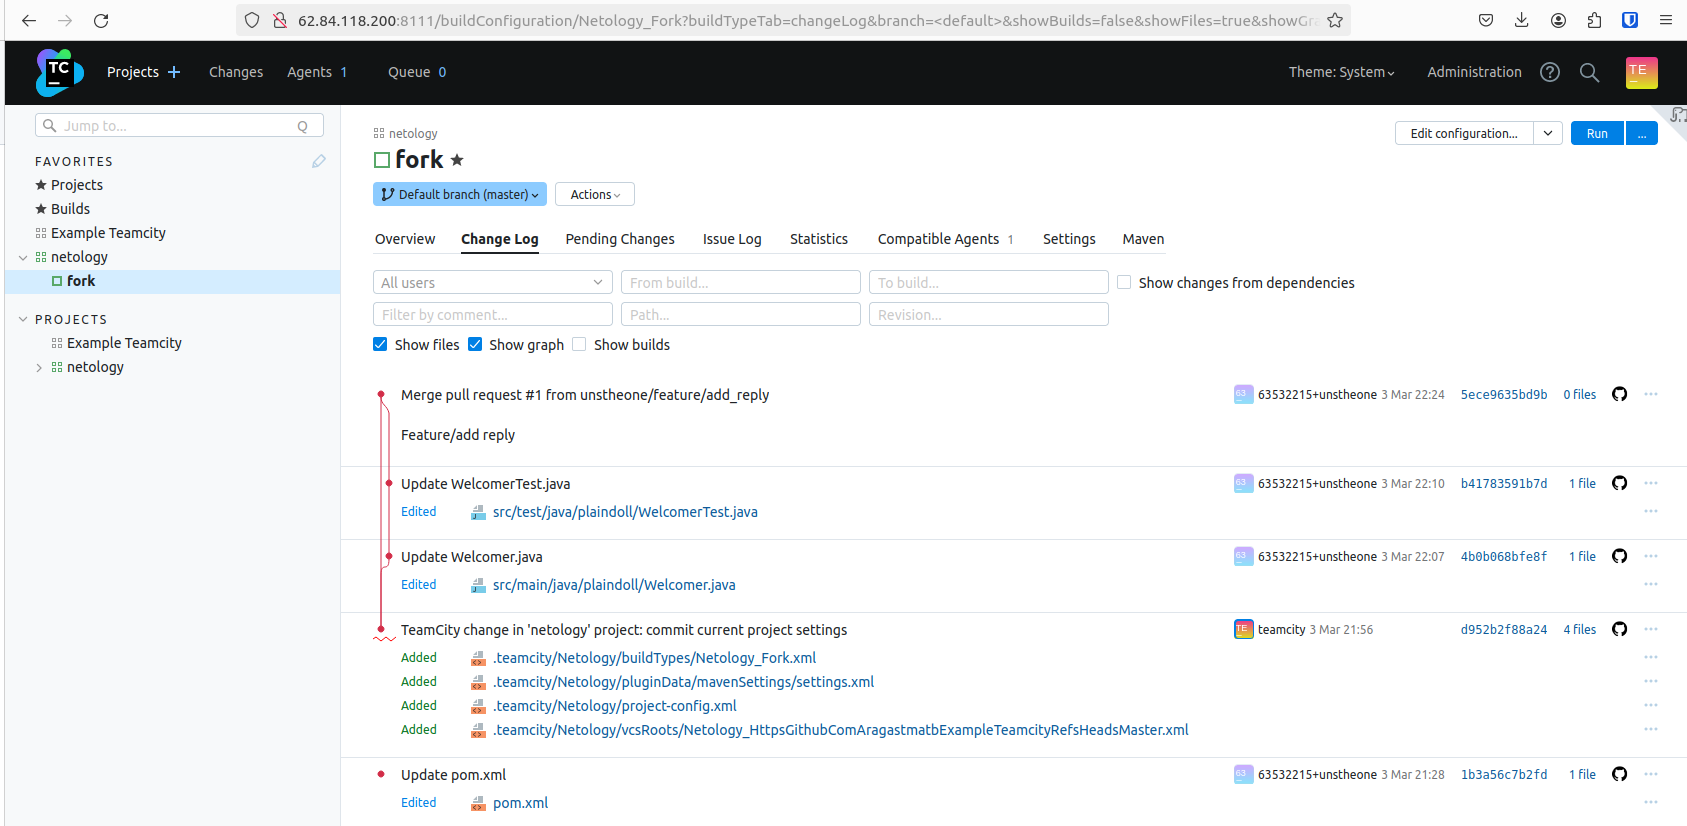 62.84.118.200:8111/buildConfiguration/Netology_Fork?buildTypeTab=changeLog&branch=<default>&showBuilds=false&showFiles=true&showGra
TC
Projects + Changes Agents 1 Queue 0 Theme: System Administration ? TE
Jump to... Q
FAVORITES
Projects
Builds
Example Teamcity
netology
fork
PROJECTS
Example Teamcity
netology
netology
fork
Edit configuration... Run ...
Default branch (master) Actions
Overview Change Log Pending Changes Issue Log Statistics Compatible Agents 1 Settings Maven
All users From build... To build... Show changes from dependencies
Filter by comment... Path... Revision...
Show files Show graph Show builds
Merge pull request #1 from unstheone/feature/add_reply 63 63532215+unstheone 3 Mar 22:24 5ece9635bd9b 0 files
Feature/add reply
Update WelcomerTest.java 63 63532215+unstheone 3 Mar 22:10 b41783591b7d 1 file
Edited src/test/java/plaindoll/WelcomerTest.java
Update Welcomer.java 63 63532215+unstheone 3 Mar 22:07 4b0b068bfe8f 1 file
Edited src/main/java/plaindoll/Welcomer.java
TeamCity change in 'netology' project: commit current project settings TE teamcity 3 Mar 21:56 d952b2f88a24 4 files
Added .teamcity/Netology/buildTypes/Netology_Fork.xml
Added .teamcity/Netology/pluginData/mavenSettings/settings.xml
Added .teamcity/Netology/project-config.xml
Added .teamcity/Netology/vcsRoots/Netology_HttpsGithubComAragastmatbExampleTeamcityRefsHeadsMaster.xml
Update pom.xml 63 63532215+unstheone 3 Mar 21:28 1b3a56c7b2fd 1 file
Edited pom.xml